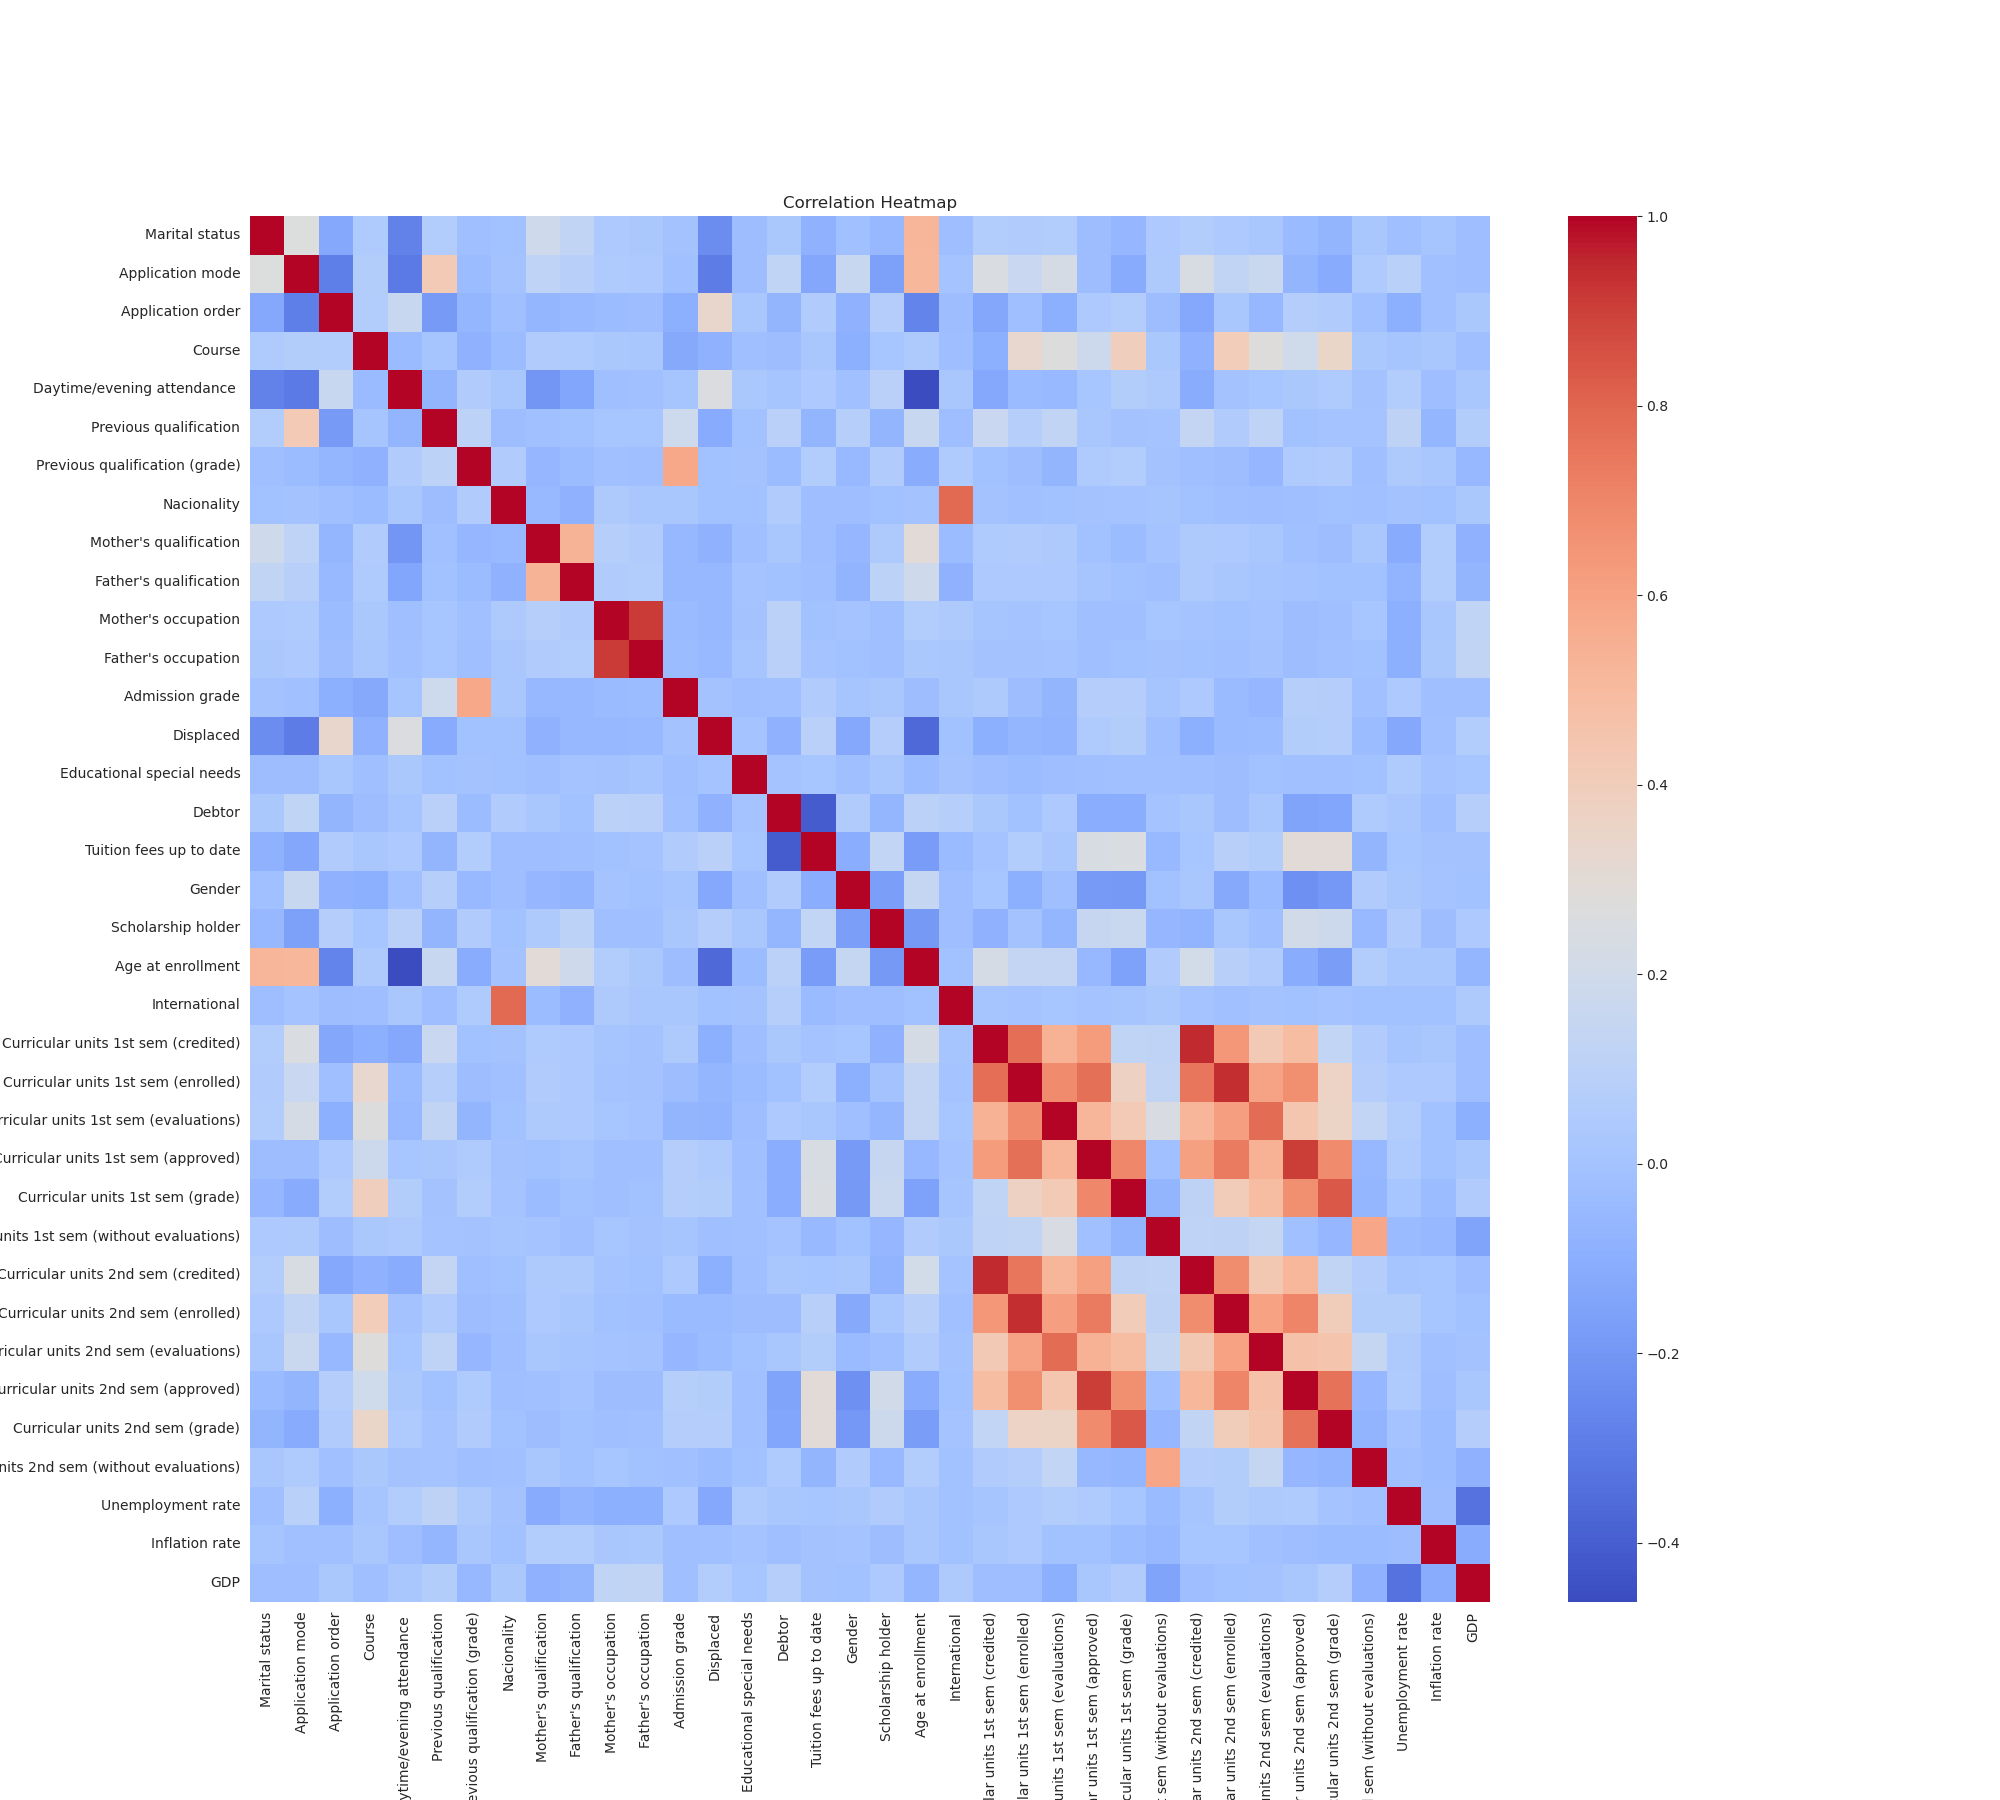 Correlation Heatmap
Marital status
Application mode
Application order
Course
Daytime/evening attendance
Previous qualification
Previous qualification (grade)
Nacionality
Mother's qualification
Father's qualification
Mother's occupation
Father's occupation
Admission grade
Displaced
Educational special needs
Debtor
Tuition fees up to date
Gender
Scholarship holder
Age at enrollment
International
Curricular units 1st sem (credited)
Curricular units 1st sem (enrolled)
rricular units 1st sem (evaluations)
Curricular units 1st sem (approved)
Curricular units 1st sem (grade)
units 1st sem (without evaluations)
Curricular units 2nd sem (credited)
Curricular units 2nd sem (enrolled)
ricular units 2nd sem (evaluations)
urricular units 2nd sem (approved)
Curricular units 2nd sem (grade)
nits 2nd sem (without evaluations)
Unemployment rate
Inflation rate
GDP
Marital status
Application mode
Application order
Course
ytime/evening attendance
Previous qualification
evious qualification (grade)
Nacionality
Mother's qualification
Father's qualification
Mother's occupation
Father's occupation
Admission grade
Displaced
Educational special needs
Debtor
Tuition fees up to date
Gender
Scholarship holder
Age at enrollment
International
lar units 1st sem (credited)
lar units 1st sem (enrolled)
units 1st sem (evaluations)
ar units 1st sem (approved)
cular units 1st sem (grade)
sem (without evaluations)
ar units 2nd sem (credited)
ar units 2nd sem (enrolled)
units 2nd sem (evaluations)
r units 2nd sem (approved)
ular units 2nd sem (grade)
sem (without evaluations)
Unemployment rate
Inflation rate
GDP
1.0
0.8
0.6
0.4
0.2
0.0
−0.2
−0.4